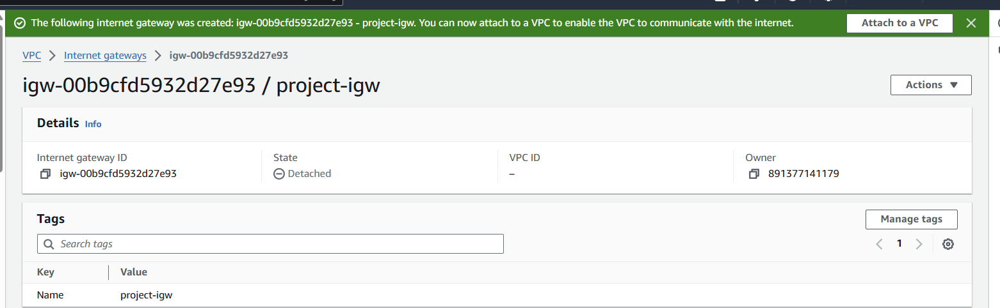 The following internet gateway was created: igw-00b9cfd5932d27e93 - project-igw. You can now attach to a VPC to enable the VPC to communicate with the internet.
Attach to a VPC
VPC
Internet gateways
igw-00b9cfd5932d27e93
igw-00b9cfd5932d27e93 / project-igw
Actions
Details Info
Internet gateway ID
igw-00b9cfd5932d27e93
State
Detached
VPC ID
–
Owner
891377141179
Tags
Manage tags
Search tags
1
Key
Value
Name
project-igw